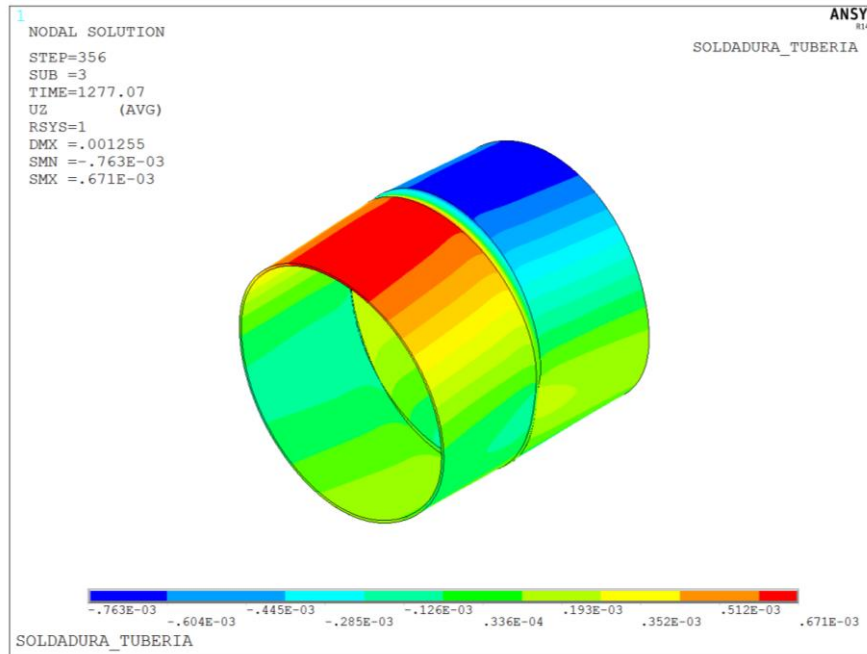 1
NODAL SOLUTION
STEP=356
SUB =3
TIME=1277.07
UZ (AVG)
RSYS=1
DMX =.001255
SMN =-.763E-03
SMX =.671E-03
ANSY
R14
SOLDADURA_TUBERIA
-.763E-03 -.445E-03 -.126E-03 .193E-03 .512E-03
-.604E-03 -.285E-03 .336E-04 .352E-03 .671E-03
SOLDADURA_TUBERIA